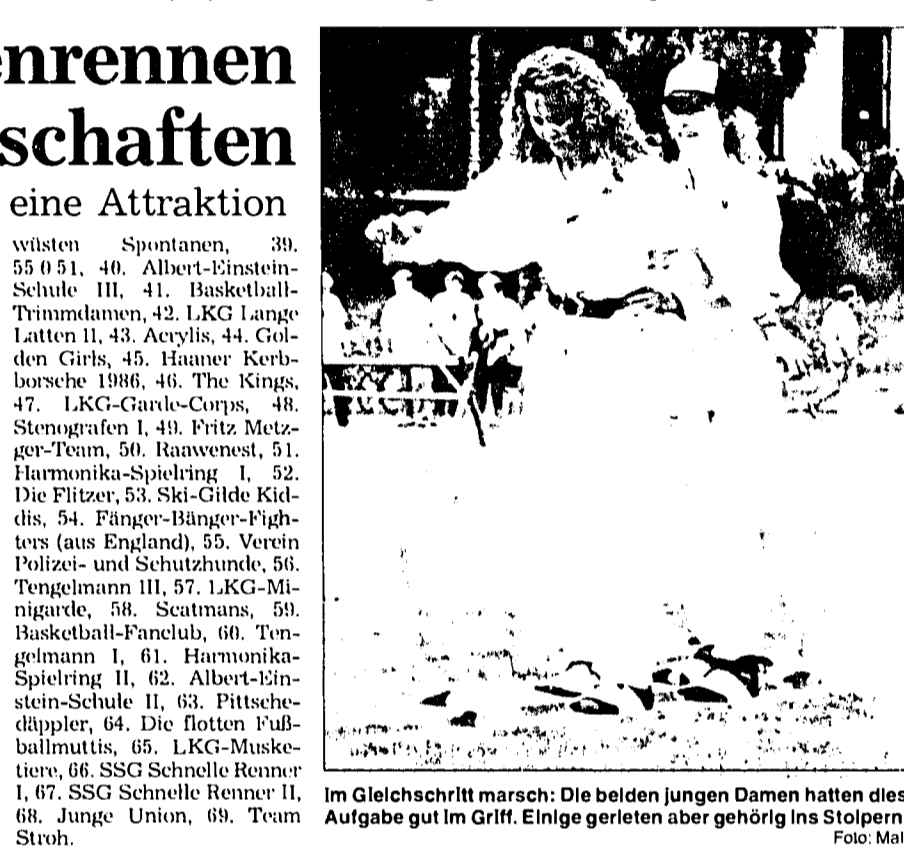 enrennen
schaften
eine Attraktion
wüsten Spontanen, 39.
55 0 51, 40. Albert-Einstein-
Schule III, 41. Basketball-
Trimmdamen, 42. LKG Lange
Latten II, 43. Acrylis, 44. Gol-
den Girls, 45. Haaner Kerb-
borsche 1986, 46. The Kings,
47. LKG-Garde-Corps, 48.
Stenografen I, 49. Fritz Metz-
ger-Team, 50. Raawenest, 51.
Harmonika-Spielring I, 52.
Die Flitzer, 53. Ski-Gilde Kid-
dis, 54. Fänger-Bänger-Figh-
ters (aus England), 55. Verein
Polizei- und Schutzhunde, 56.
Tengelmann III, 57. LKG-Mi-
nigarde, 58. Scatmans, 59.
Basketball-Fanclub, 60. Ten-
gelmann I, 61. Harmonika-
Spielring II, 62. Albert-Ein-
stein-Schule II, 63. Pittsche-
däppler, 64. Die flotten Fuß-
ballmuttis, 65. LKG-Muske-
tiere, 66. SSG Schnelle Renner
I, 67. SSG Schnelle Renner II,
68. Junge Union, 69. Team
Stroh.
Im Gleichschritt marsch: Die beiden jungen Damen hatten dies
Aufgabe gut im Griff. Einige gerieten aber gehörig ins Stolpern
Foto: Mal